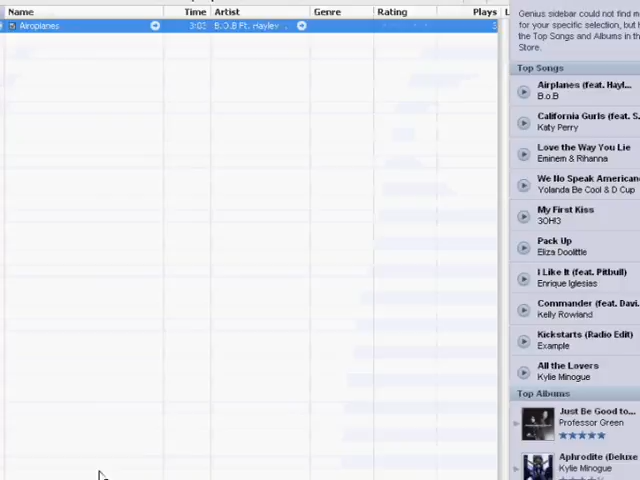 Name Time Artist Genre Rating Plays
Airoplanes 3:03 B.O.B Ft. Hayley ..
Genius sidebar could not find m
for your specific selection, but h
the Top Songs and Albums in th
Store.
Top Songs
Airplanes (feat. Hayl...
B.o.B
California Gurls (feat. S.
Katy Perry
Love the Way You Lie
Eminem & Rihanna
We No Speak American
Yolanda Be Cool & D Cup
My First Kiss
3OH!3
Pack Up
Eliza Doolittle
I Like It (feat. Pitbull)
Enrique Iglesias
Commander (feat. Davi.
Kelly Rowland
Kickstarts (Radio Edit)
Example
All the Lovers
Kylie Minogue
Top Albums
Just Be Good to...
Professor Green
Aphrodite (Deluxe
Kylie Minogue